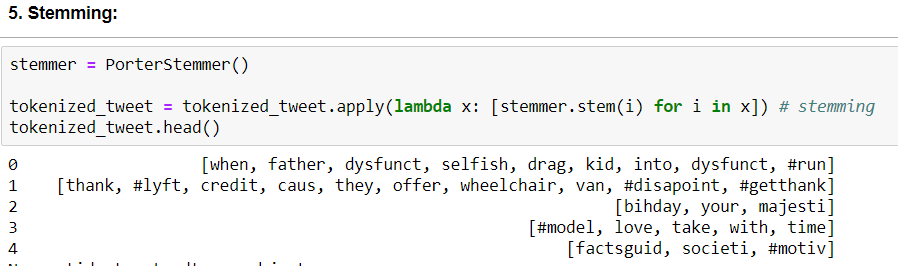 5. Stemming:
stemmer = PorterStemmer()
tokenized_tweet = tokenized_tweet.apply(lambda x: [stemmer.stem(i) for i in x]) # stemming
tokenized_tweet.head()
0 [when, father, dysfunct, selfish, drag, kid, into, dysfunct, #run]
1 [thank, #lyft, credit, caus, they, offer, wheelchair, van, #disapoint, #getthank]
2 [bihday, your, majesti]
3 [#model, love, take, with, time]
4 [factsguid, societi, #motiv]